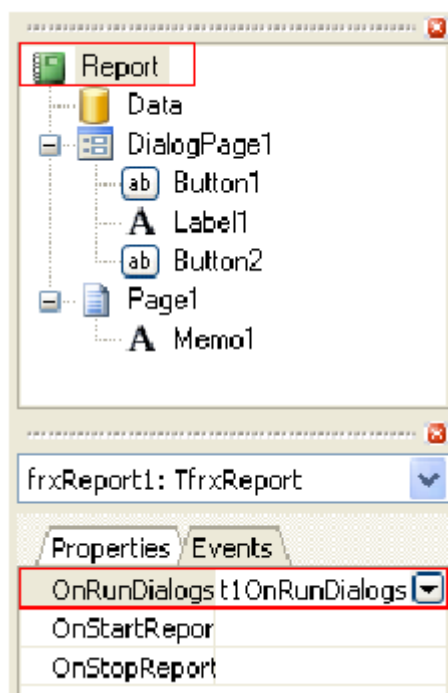 Report
Data
DialogPage1
ab Button1
A Label1
ab Button2
Page1
A Memo1
frxReport1: TfrxReport
Properties Events
OnRunDialogs t1OnRunDialogs
OnStartRepor
OnStopReport